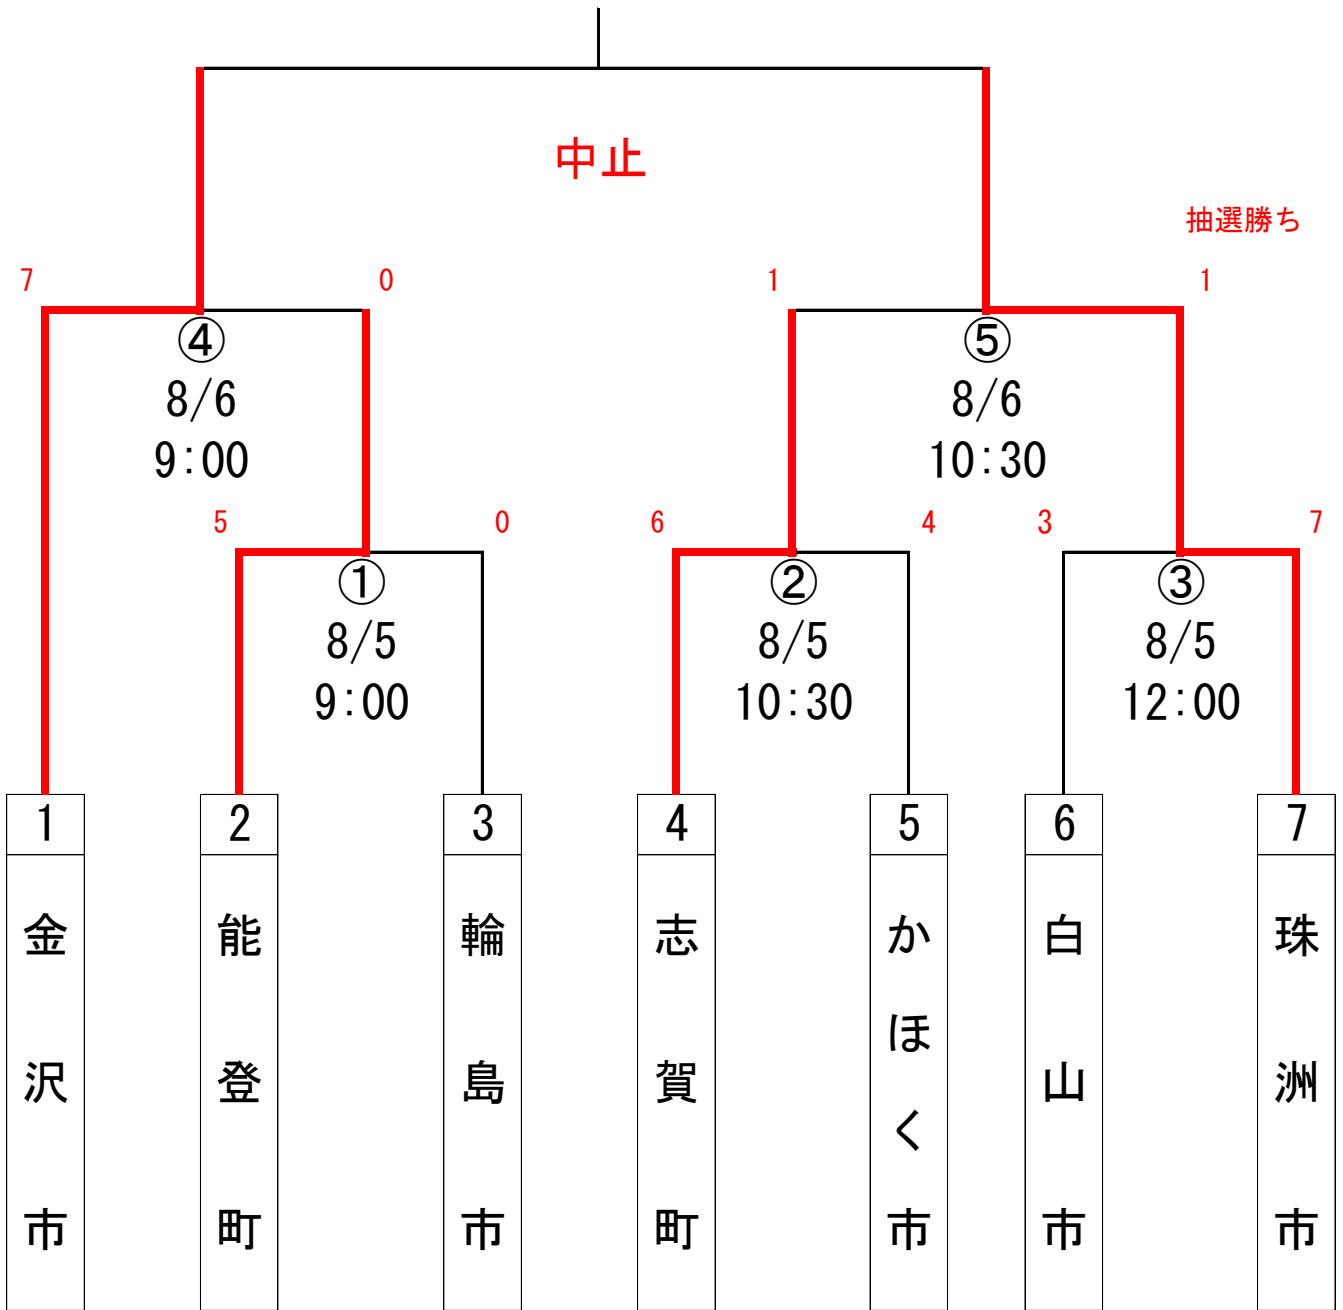 中止
抽選勝ち
7 0 1 1
④ ⑤
8/6 8/6
9:00 10:30
5 0 6 4 3 7
① ② ③
8/5 8/5 8/5
9:00 10:30 12:00
1 2 3 4 5 6 7
金沢市
能登町
輪島市
志賀町
かほく市
白山市
珠洲市